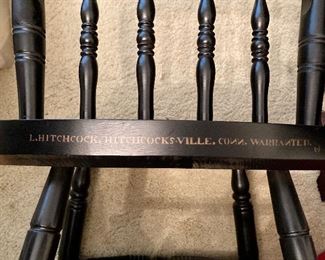 L. HITCHCOCK. HITCHCOCKS-VILLE. CONN. WARRANTED.